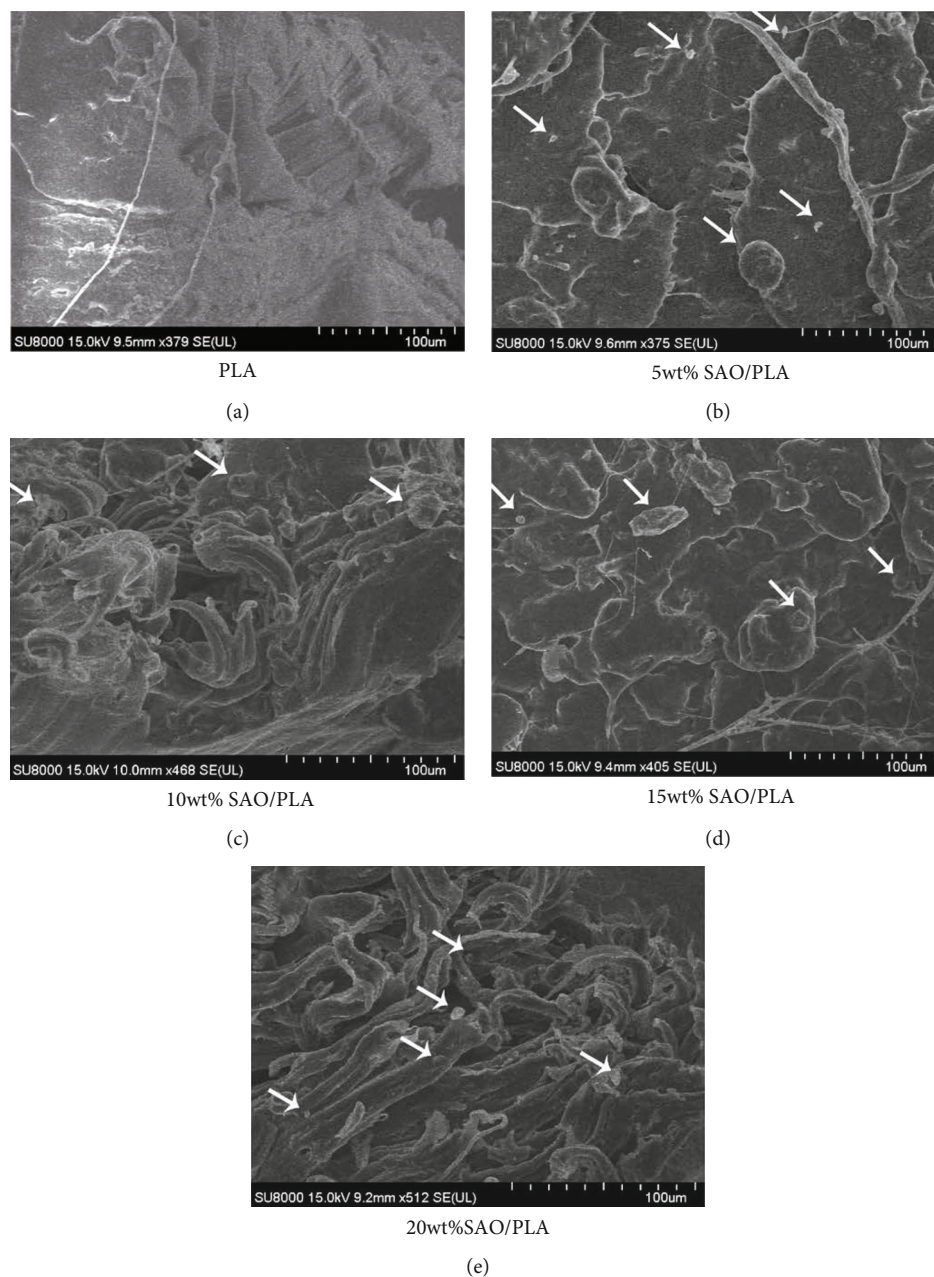 SU8000 15.0kV 9.5mm x379 SE(UL) 100um
PLA
(a)
SU8000 15.0kV 9.6mm x375 SE(UL) 100um
5wt% SAO/PLA
(b)
SU8000 15.0kV 10.0mm x468 SE(UL) 100um
10wt% SAO/PLA
(c)
SU8000 15.0kV 9.4mm x405 SE(UL) 100um
15wt% SAO/PLA
(d)
SU8000 15.0kV 9.2mm x512 SE(UL) 100um
20wt%SAO/PLA
(e)